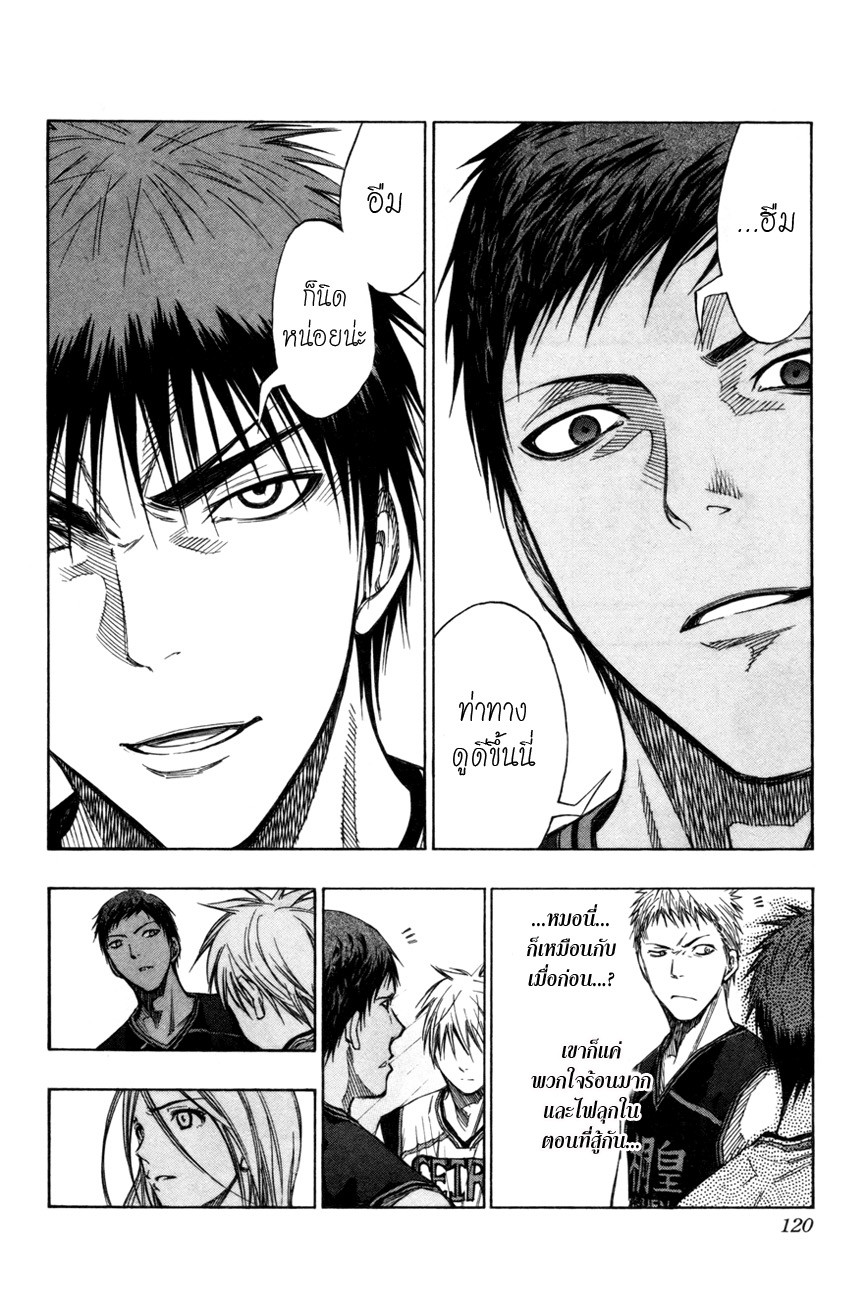 ...ฮืม
ท่าทาง
ดูดีขึ้นนี่
อืม
ก็นิด
หน่อยน่ะ
...หมอนี่
ก็เหมือนกับ
เมื่อก่อน...?
เขาก็แค่
พวกใจร้อนมาก
และไฟลุกใน
ตอนที่สู้กัน...
桐皇
120